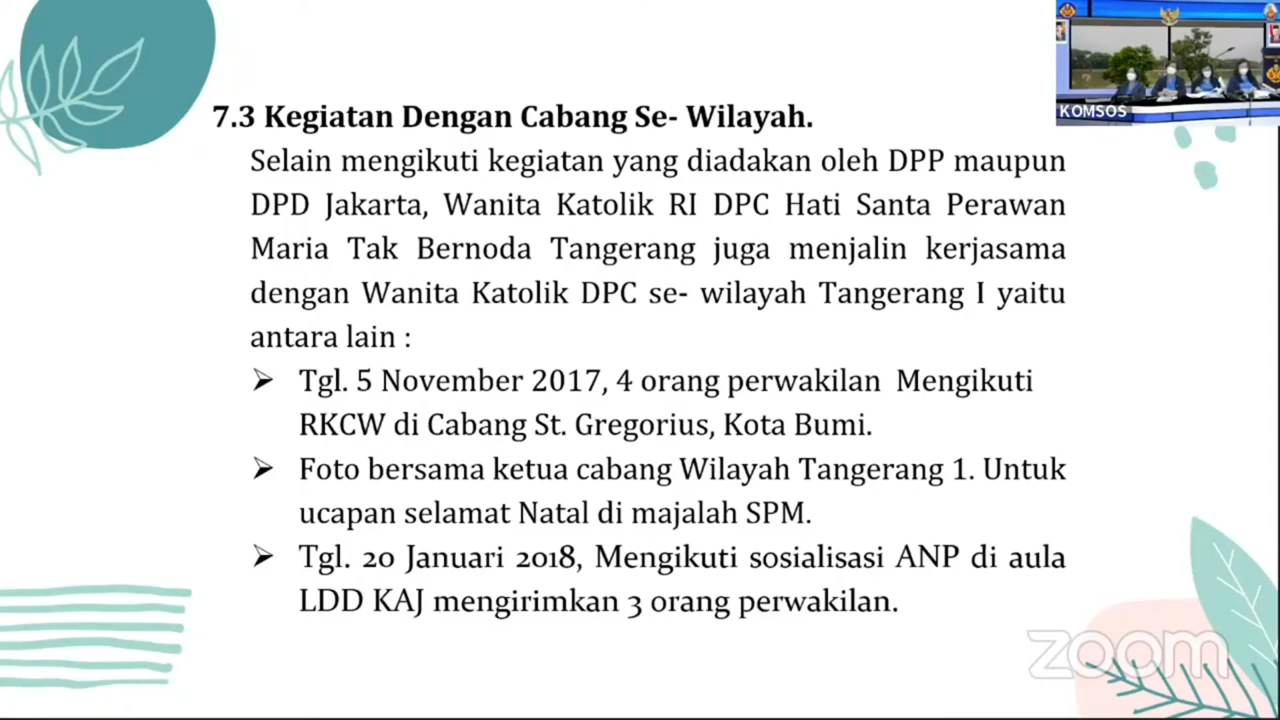 KOMSOS
7.3 Kegiatan Dengan Cabang Se- Wilayah.
Selain mengikuti kegiatan yang diadakan oleh DPP maupun
DPD Jakarta, Wanita Katolik RI DPC Hati Santa Perawan
Maria Tak Bernoda Tangerang juga menjalin kerjasama
dengan Wanita Katolik DPC se- wilayah Tangerang I yaitu
antara lain :
➢ Tgl. 5 November 2017, 4 orang perwakilan Mengikuti
RKCW di Cabang St. Gregorius, Kota Bumi.
➢ Foto bersama ketua cabang Wilayah Tangerang 1. Untuk
ucapan selamat Natal di majalah SPM.
➢ Tgl. 20 Januari 2018, Mengikuti sosialisasi ANP di aula
LDD KAJ mengirimkan 3 orang perwakilan.
zoom